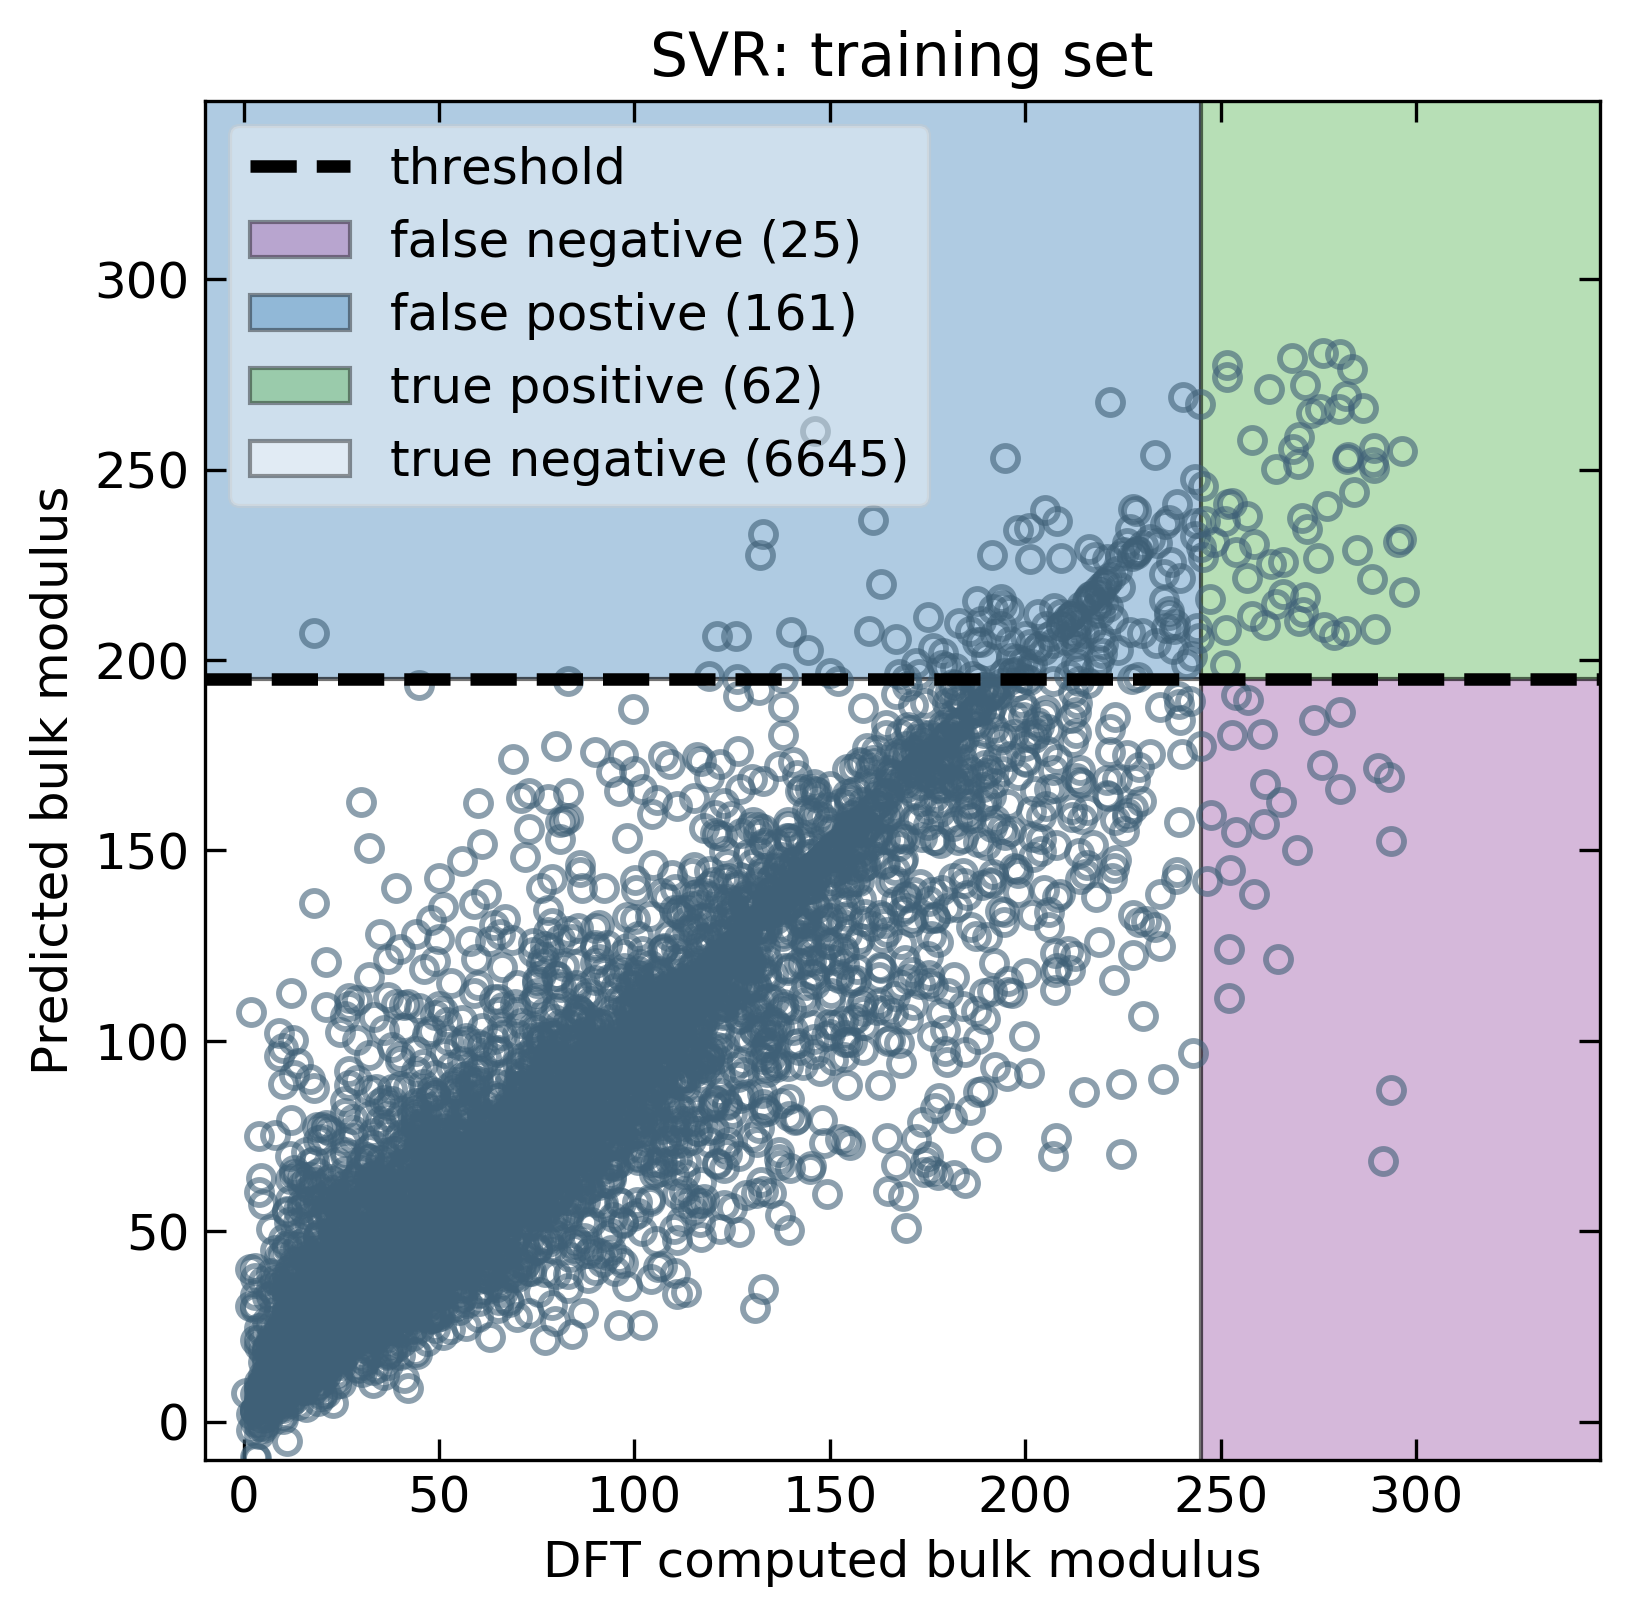 SVR: training set
threshold
false negative (25)
false postive (161)
true positive (62)
true negative (6645)
Predicted bulk modulus
300
250
200
150
100
50
0
0 50 100 150 200 250 300
DFT computed bulk modulus